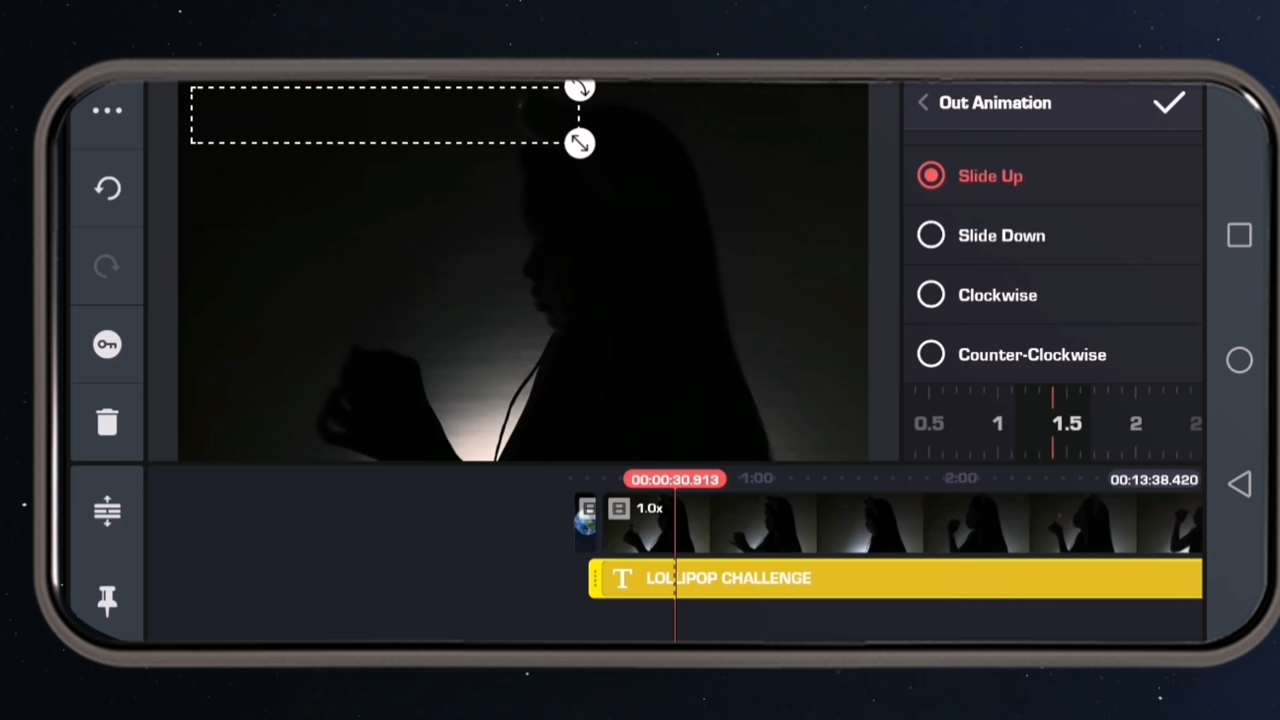 Out Animation
Slide Up
Slide Down
Clockwise
Counter-Clockwise
0.5 1 1.5 2 2
00:00:30.913 1:00 2:00 00:13:38.420
1.0x
T LOLLIPOP CHALLENGE